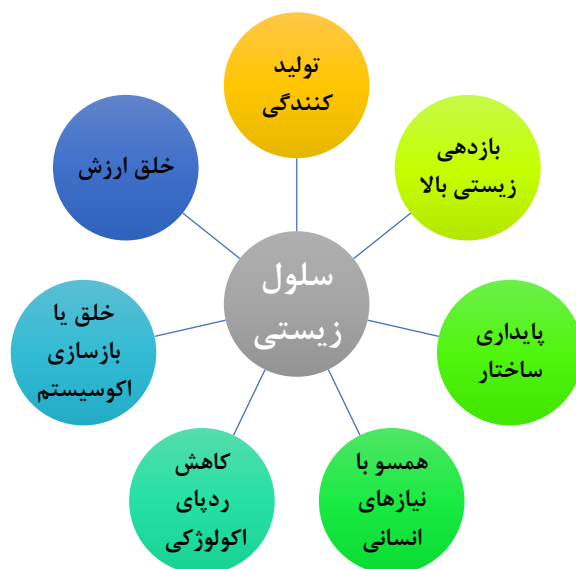 تولید
کنندگی
بازدهی
زیستی بالا
پایداری
ساختار
همسو با
نیازهای
انسانی
کاهش
ردپای
اکولوژکی
خلق یا
بازسازی
اکوسیستم
خلق ارزش
سلول
زیستی